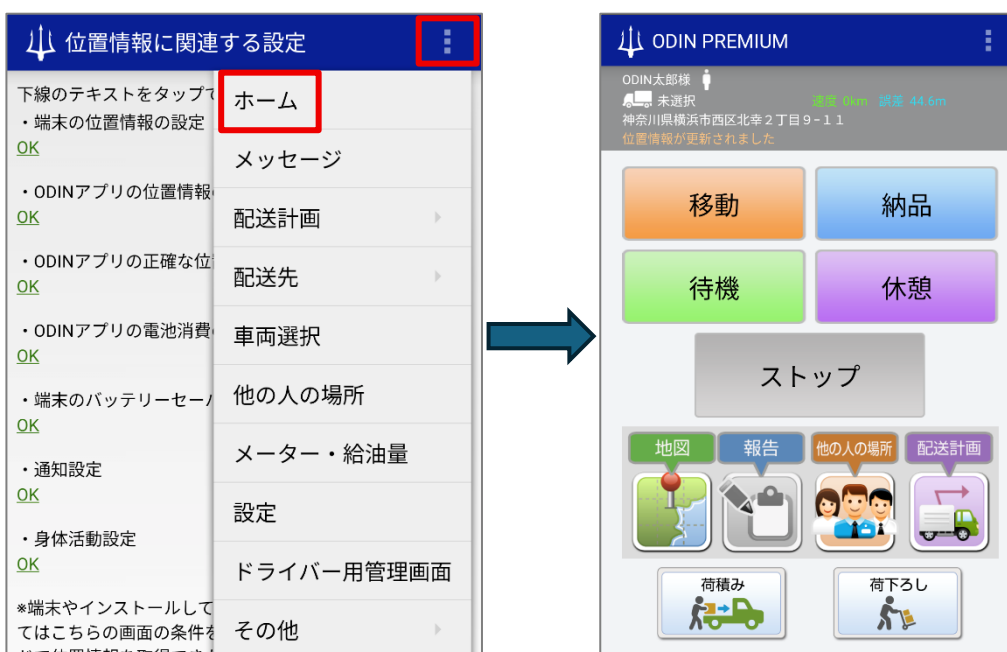 位置情報に関連する設定
下線のテキストをタップで
・端末の位置情報の設定
OK
・ODINアプリの位置情報
OK
・ODINアプリの正確な位
OK
・ODINアプリの電池消費
OK
・端末のバッテリーセー
OK
・通知設定
OK
・身体活動設定
OK
※端末やインストールして
てはこちらの画面の条件を
ホーム
メッセージ
配送計画
配送先
車両選択
他の人の場所
メーター・給油量
設定
ドライバー用管理画面
その他
ODIN PREMIUM
ODIN太郎様
未選択 速度 0km 誤差 44.6m
神奈川県横浜市西区北幸２丁目９−１１
位置情報が更新されました
移動 納品
待機 休憩
ストップ
地図 報告 他の人の場所 配送計画
荷積み 荷下ろし